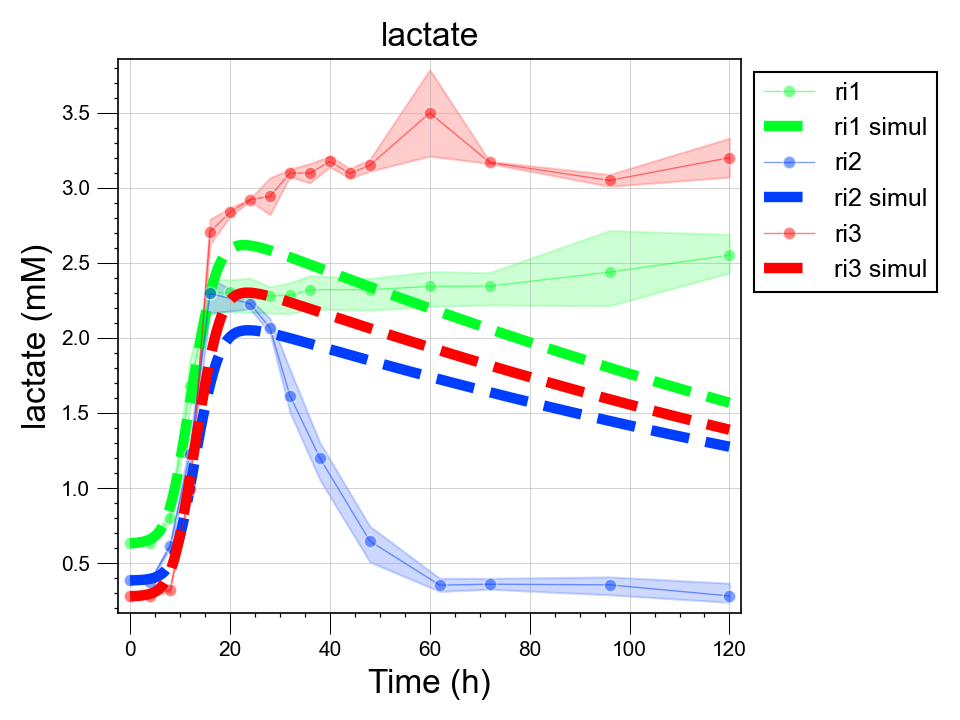 lactate
lactate (mM)
3.5
3.0
2.5
2.0
1.5
1.0
0.5
0
20
40
60
80
100
120
Time (h)
ri1
ri1 simul
ri2
ri2 simul
ri3
ri3 simul